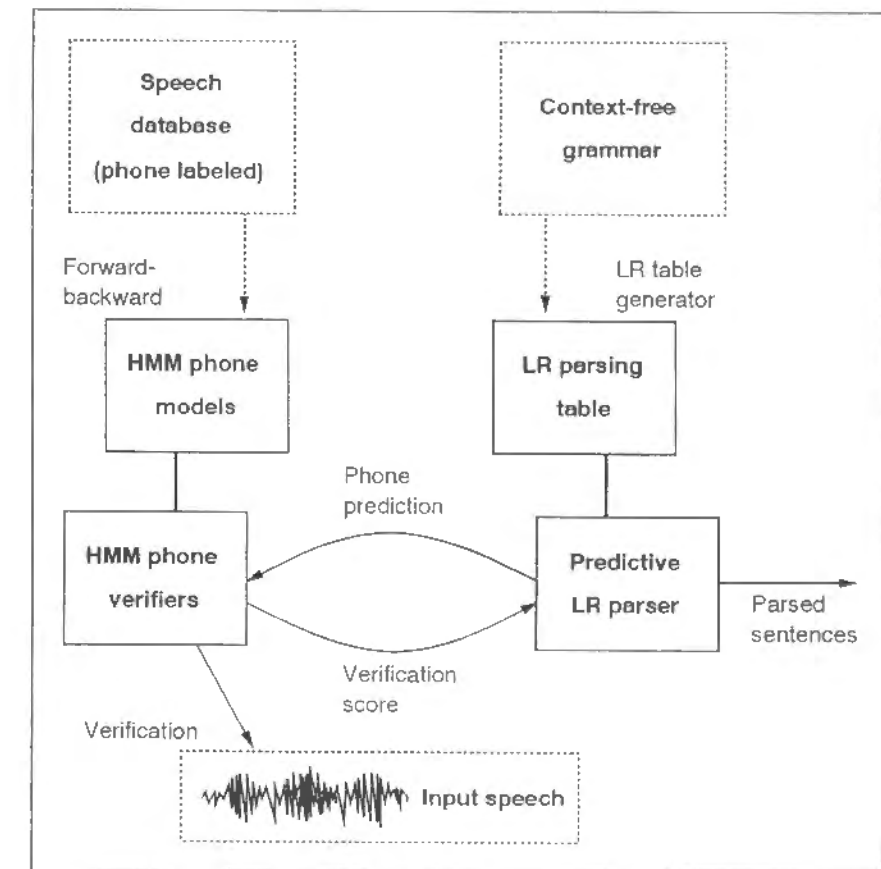 Speech
database
(phone labeled)
Context-free
grammar
Forward-
backward
LR table
generator
HMM phone
models
LR parsing
table
Phone
prediction
HMM phone
verifiers
Predictive
LR parser
Parsed
sentences
Verification
score
Verification
Input speech